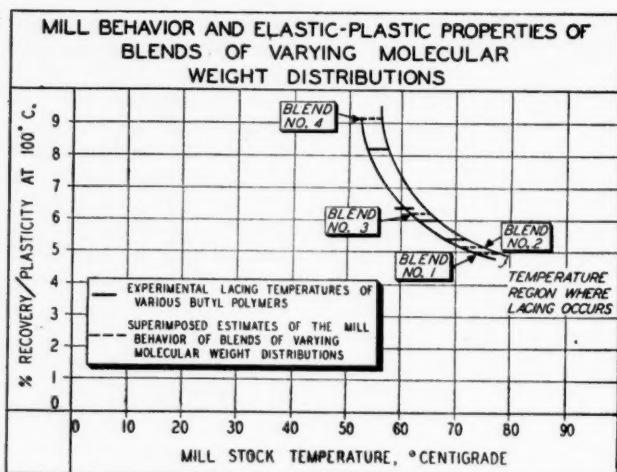 MILL BEHAVIOR AND ELASTIC-PLASTIC PROPERTIES OF
BLENDS OF VARYING MOLECULAR
WEIGHT DISTRIBUTIONS
% RECOVERY/PLASTICITY AT 100° C.
9
8
7
6
5
4
3
2
1
0
BLEND
NO. 4
BLEND
NO. 3
BLEND
NO. 2
BLEND
NO. 1
TEMPERATURE
REGION WHERE
LACING OCCURS
EXPERIMENTAL LACING TEMPERATURES OF
VARIOUS BUTYL POLYMERS
SUPERIMPOSED ESTIMATES OF THE MILL
BEHAVIOR OF BLENDS OF VARYING
MOLECULAR WEIGHT DISTRIBUTIONS
0 10 20 30 40 50 60 70 80 90 100
MILL STOCK TEMPERATURE, °CENTIGRADE